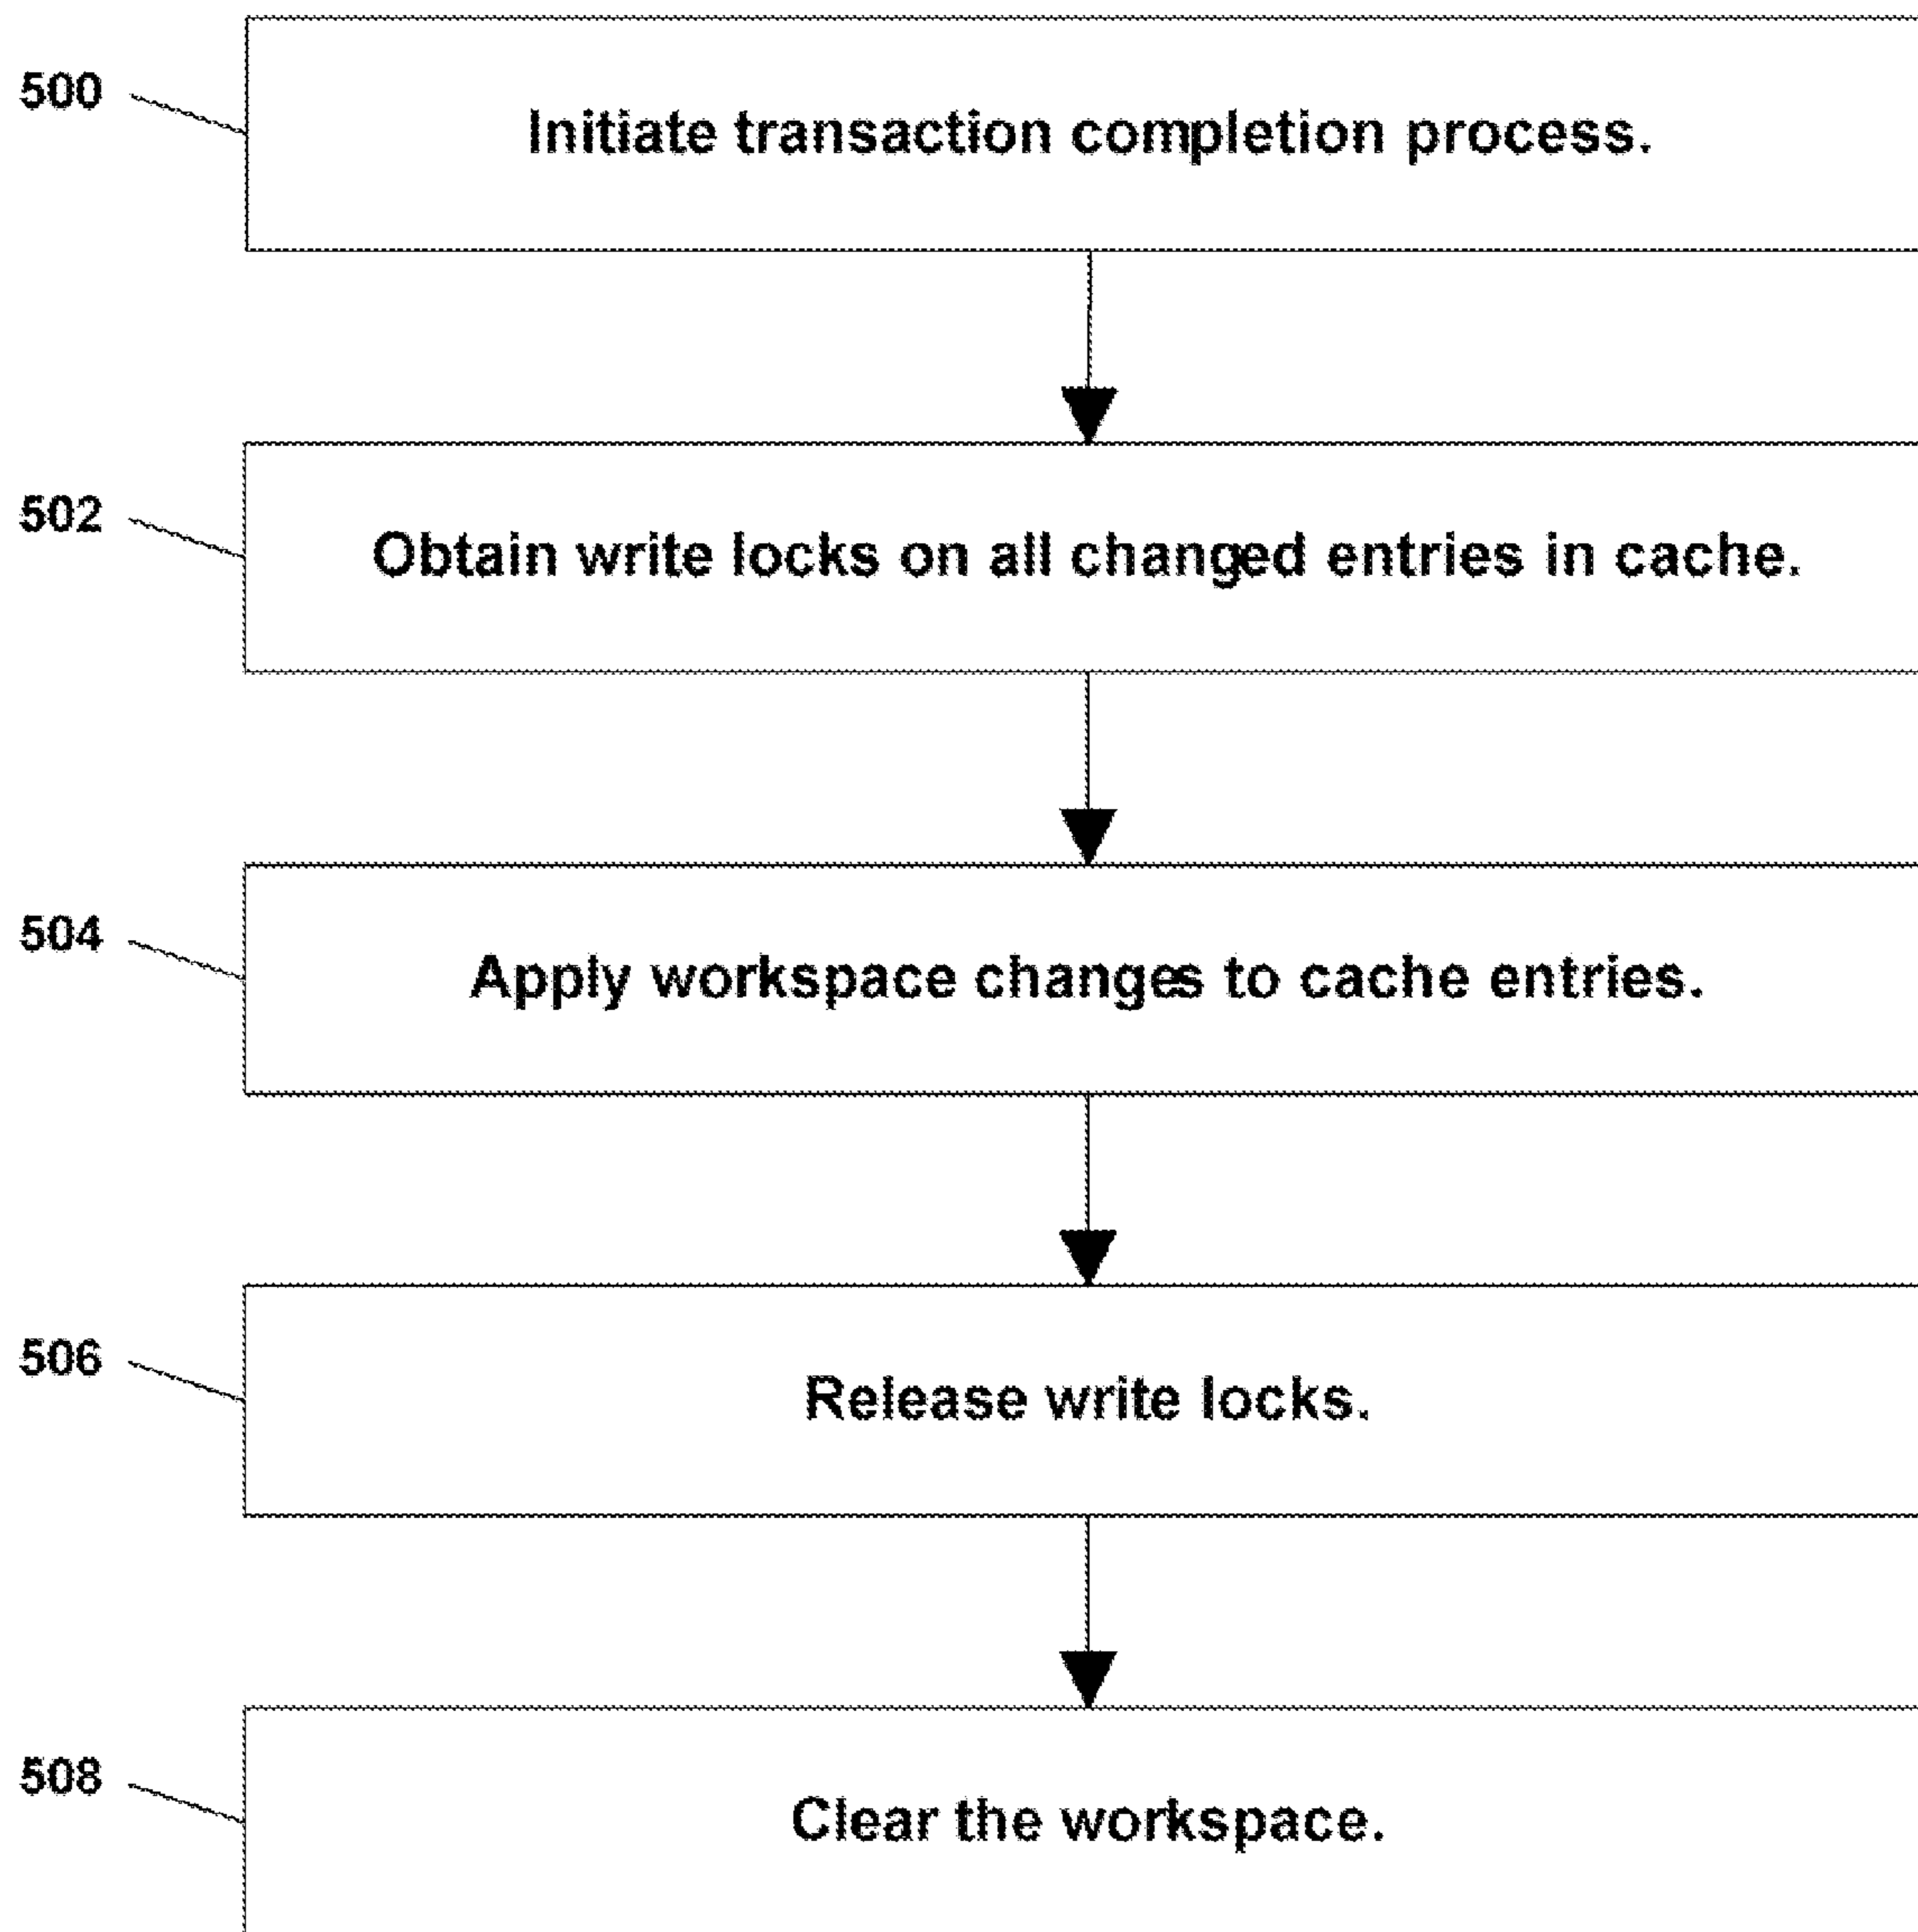 500
Initiate transaction completion process.
502
Obtain write locks on all changed entries in cache.
504
Apply workspace changes to cache entries.
506
Release write locks.
508
Clear the workspace.